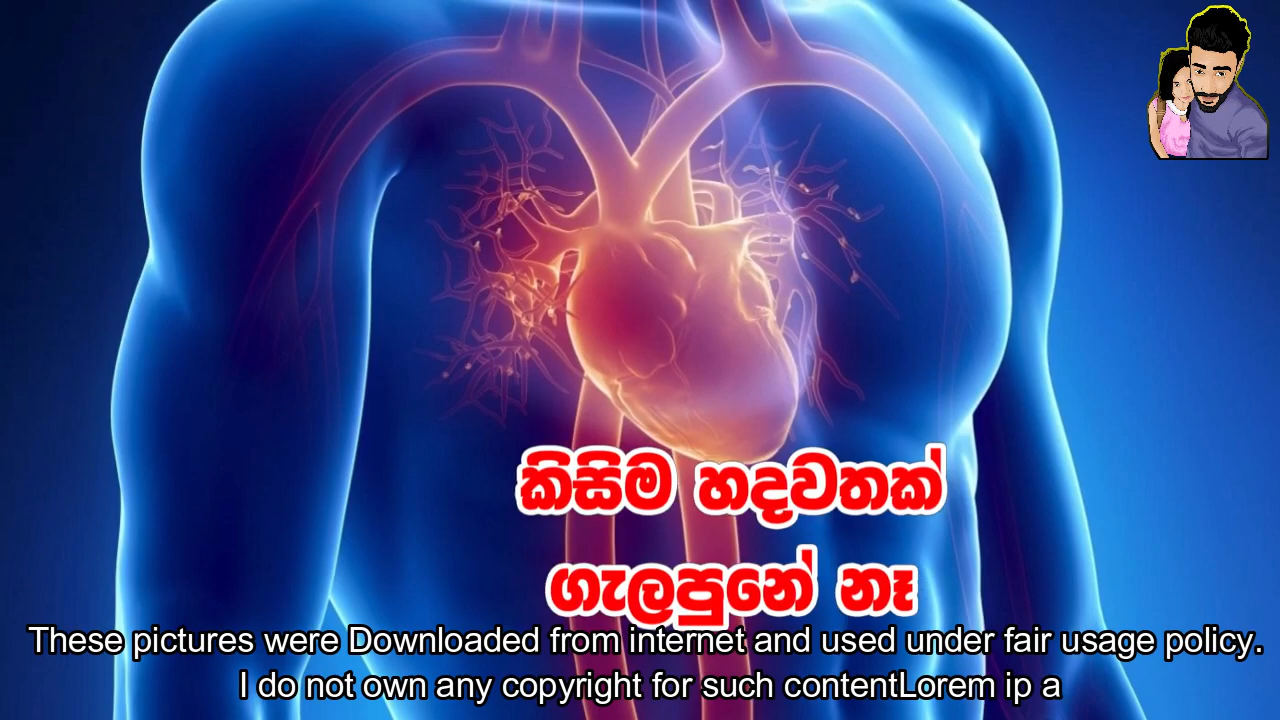 කිසිම හදවතක්
ගැලපුනේ නෑ
These pictures were Downloaded from internet and used under fair usage policy.
I do not own any copyright for such contentLorem ip a